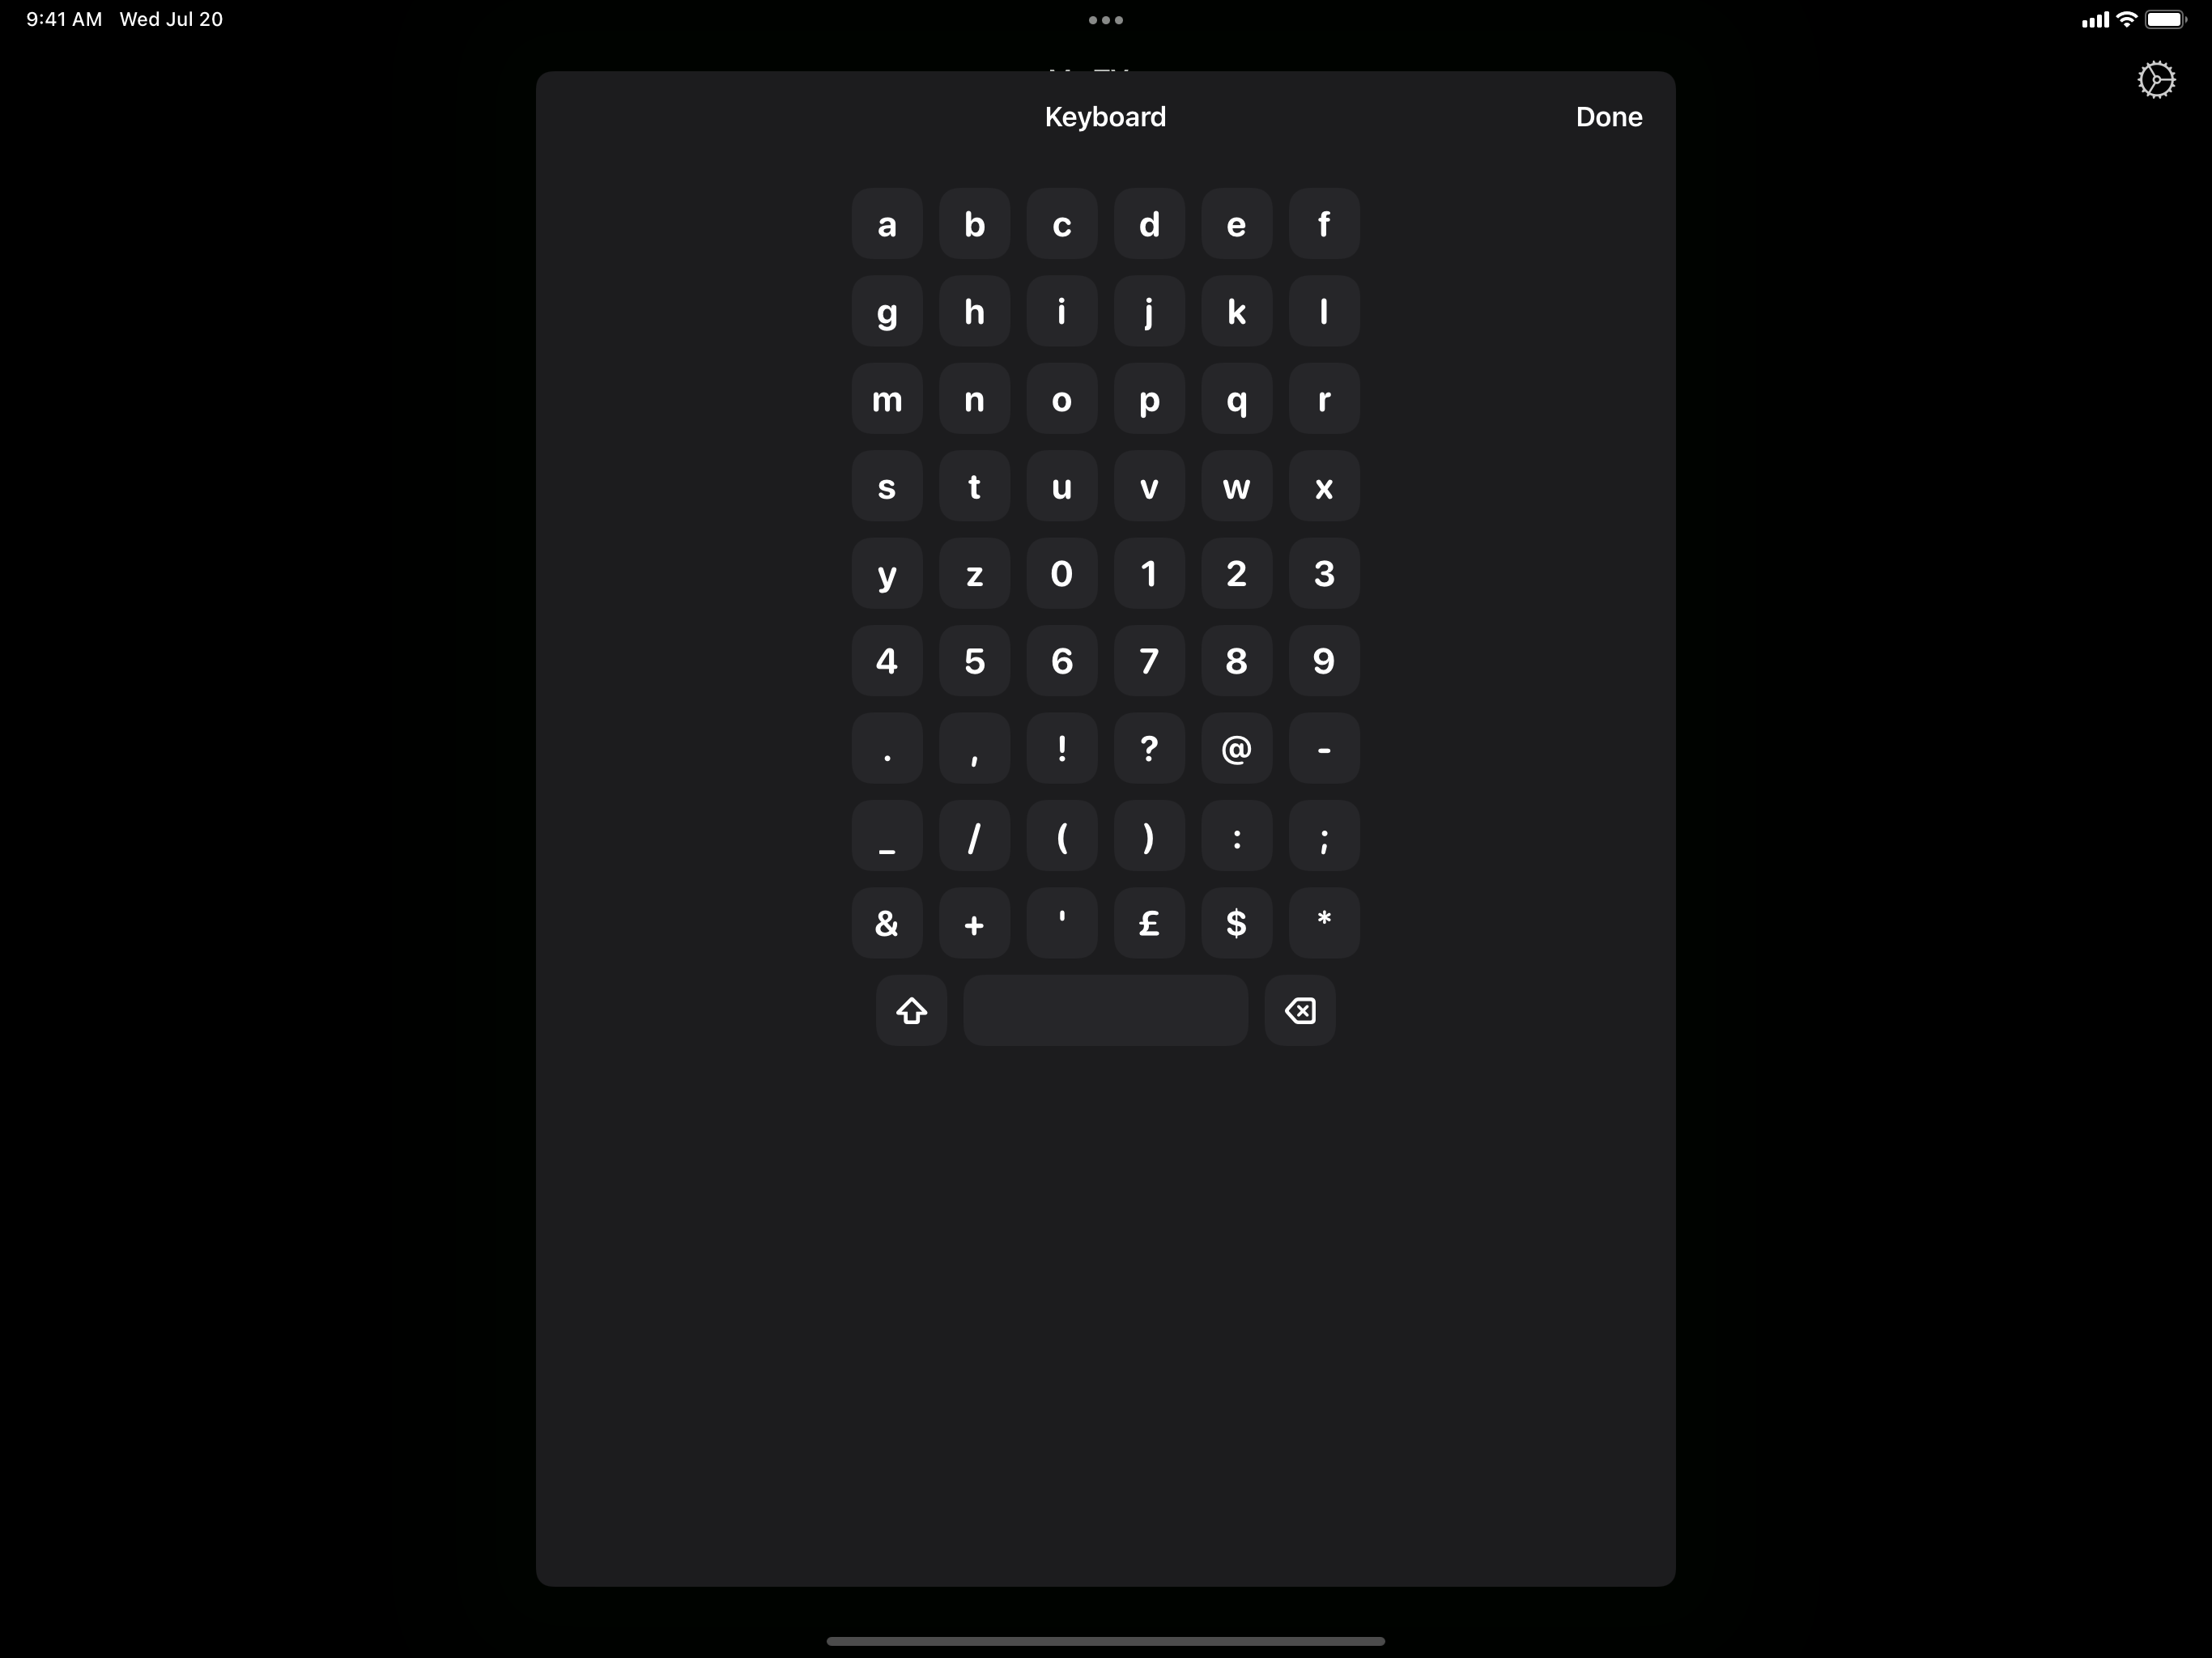 9:41 AM Wed Jul 20
Keyboard
Done
a b c d e f
g h i j k l
m n o p q r
s t u v w x
y z 0 1 2 3
4 5 6 7 8 9
. , ! ? @ -
_ / ( ) : ;
& + ' £ $ *